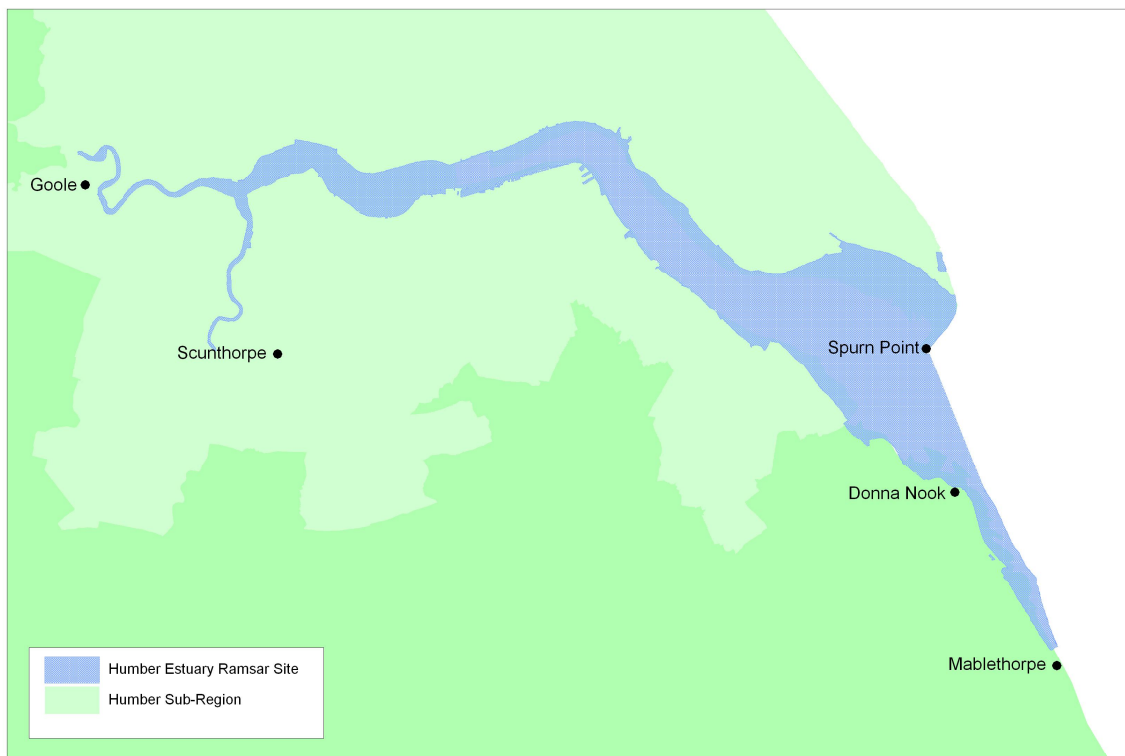 Goole
Scunthorpe
Spurn Point
Donna Nook
Mablethorpe
Humber Estuary Ramsar Site
Humber Sub-Region